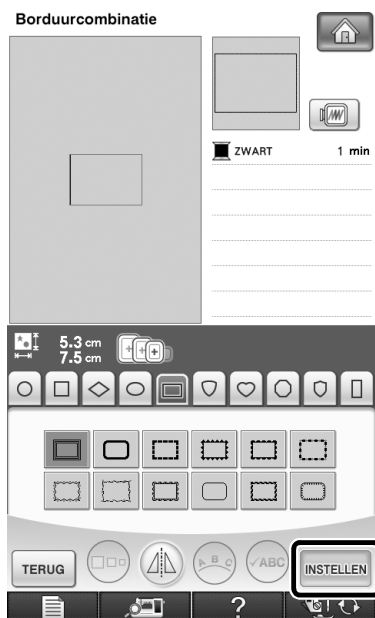 Borduurcombinatie
ZWART 1 min
5.3 cm
7.5 cm
TERUG
A B C
✓ABC
INSTELLEN
?